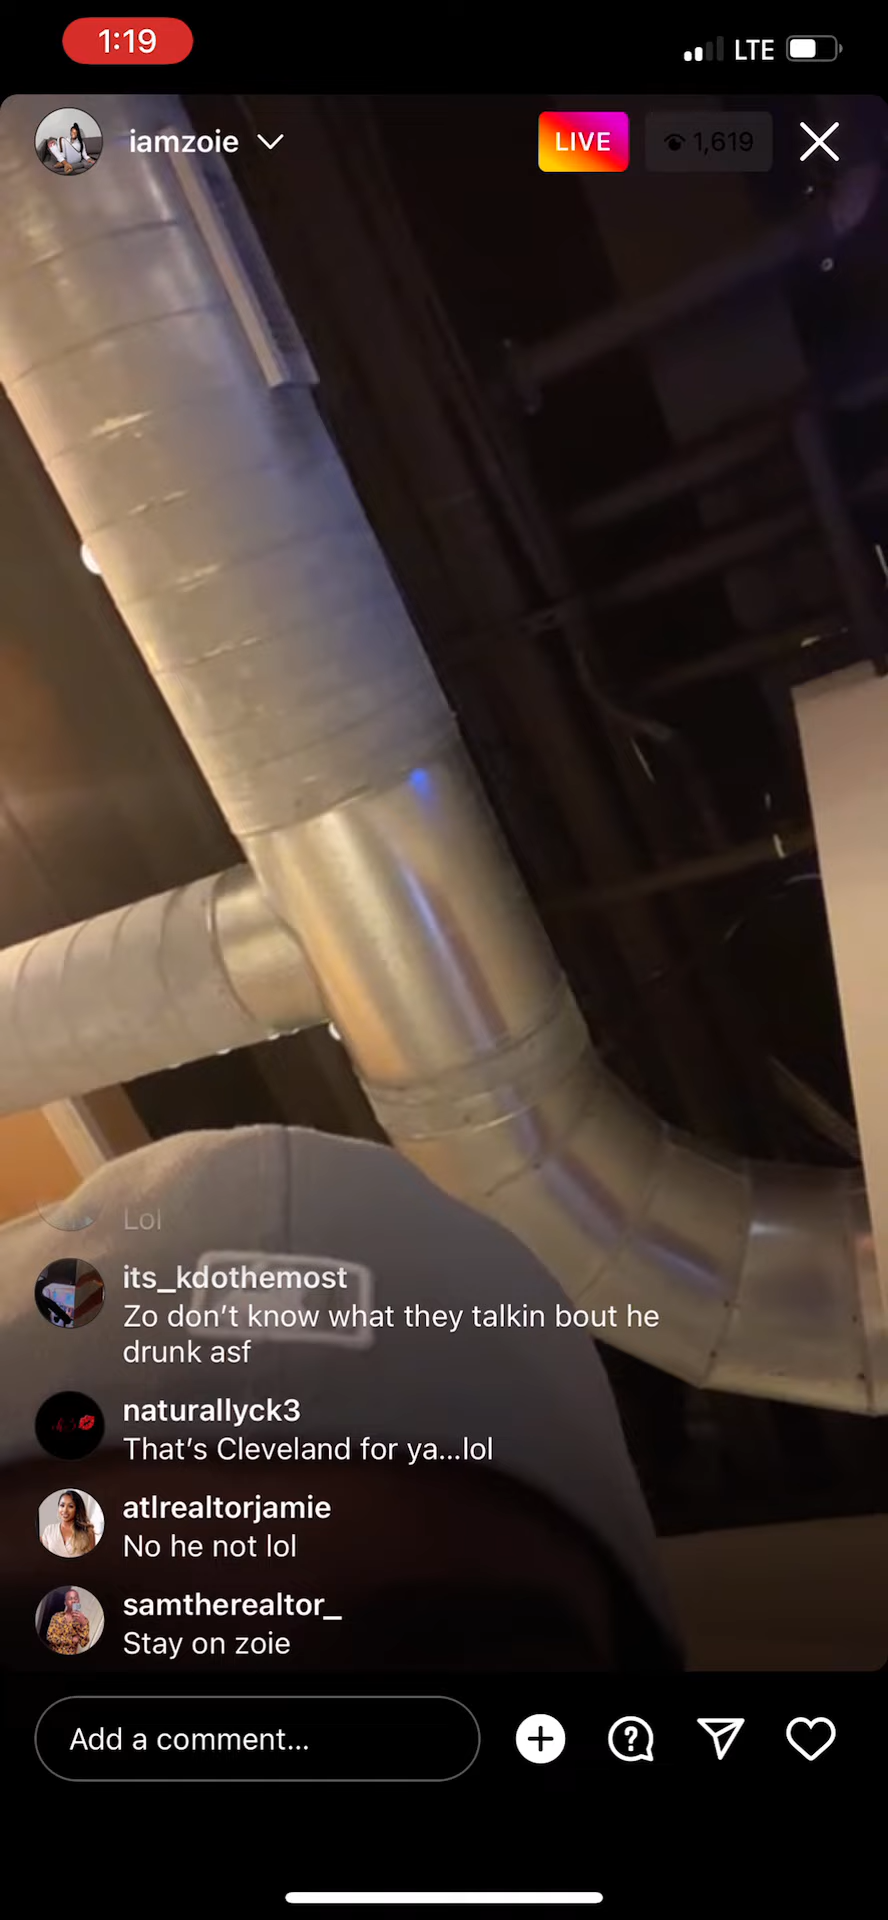 1:19
LTE
iamzoie
LIVE
1,619
Lol
its_kdothemost
Zo don’t know what they talkin bout he
drunk asf
naturallyck3
That’s Cleveland for ya...lol
atlrealtorjamie
No he not lol
samtherealtor_
Stay on zoie
Add a comment...